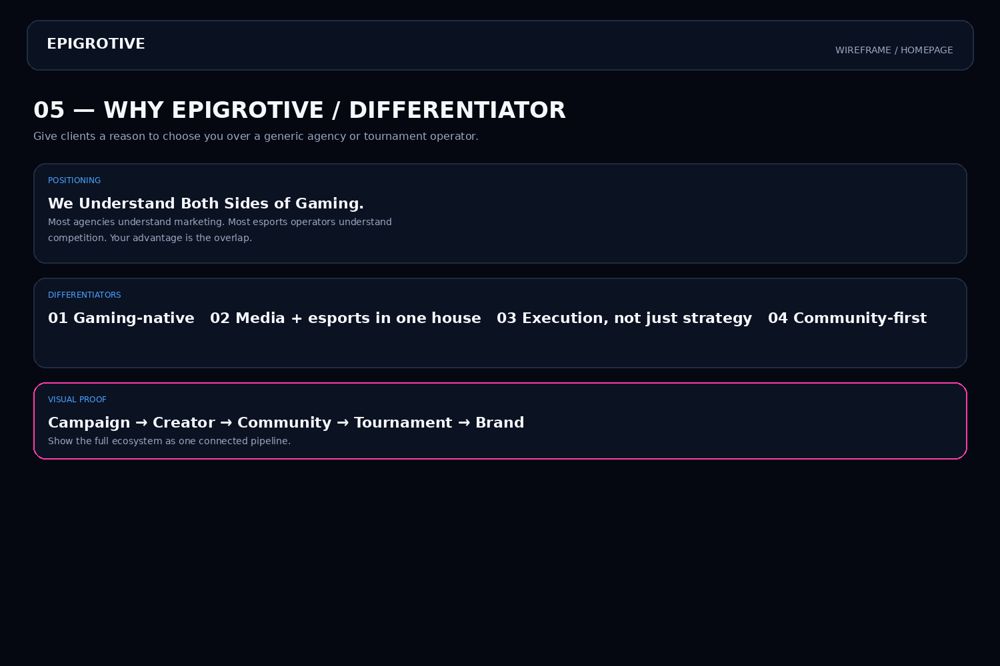 EPIGROTIVE
WIREFRAME / HOMEPAGE
05 — WHY EPIGROTIVE / DIFFERENTIATOR
Give clients a reason to choose you over a generic agency or tournament operator.
POSITIONING
We Understand Both Sides of Gaming.
Most agencies understand marketing. Most esports operators understand
competition. Your advantage is the overlap.
DIFFERENTIATORS
01 Gaming-native   02 Media + esports in one house   03 Execution, not just strategy   04 Community-first
VISUAL PROOF
Campaign → Creator → Community → Tournament → Brand
Show the full ecosystem as one connected pipeline.